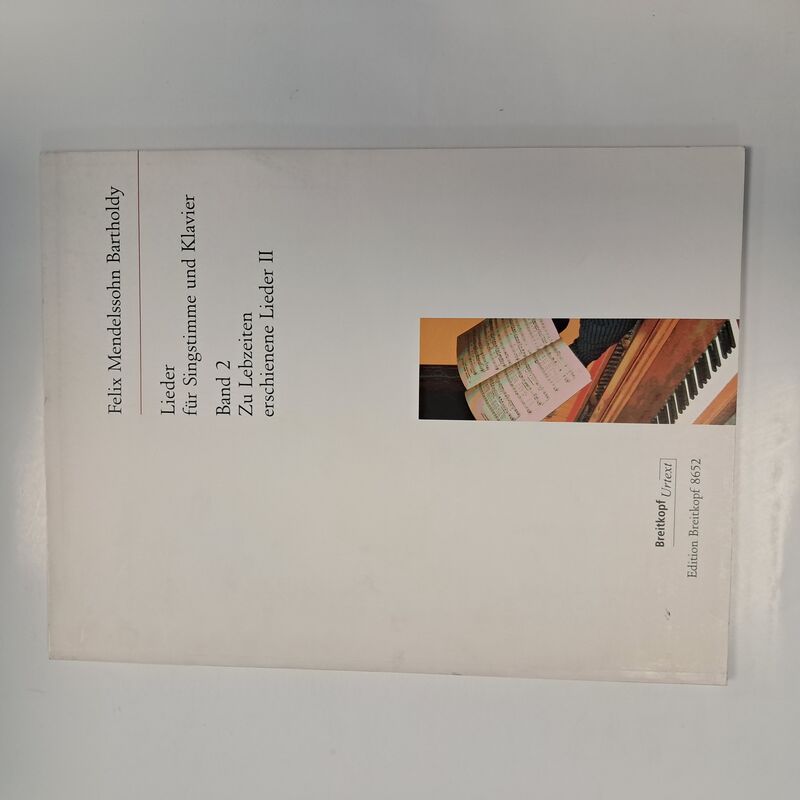 Felix Mendelssohn Bartholdy
Lieder
für Singstimme und Klavier
Band 2
Zu Lebzeiten
erschienene Lieder II
Breitkopf Urtext
Edition Breitkopf 8652